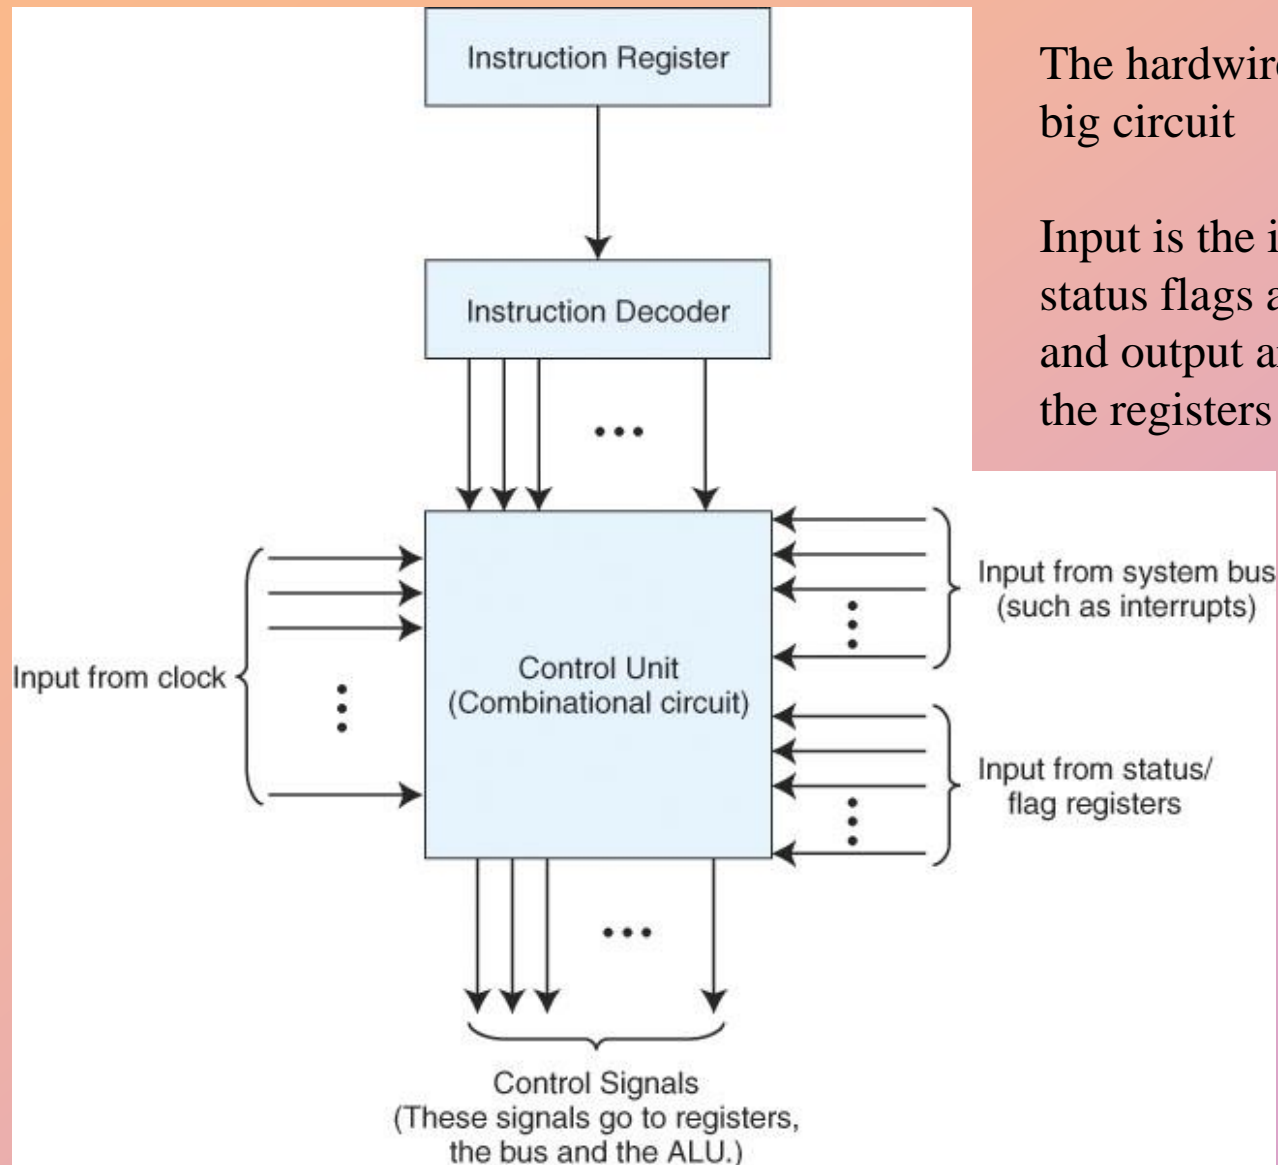 Instruction Register
The hardwire
big circuit
Input is the i
status flags a
and output a
the registers
Instruction Decoder
Input from clock
Control Unit
(Combinational circuit)
Input from system bus
(such as interrupts)
Input from status/
flag registers
Control Signals
(These signals go to registers,
the bus and the ALU.)